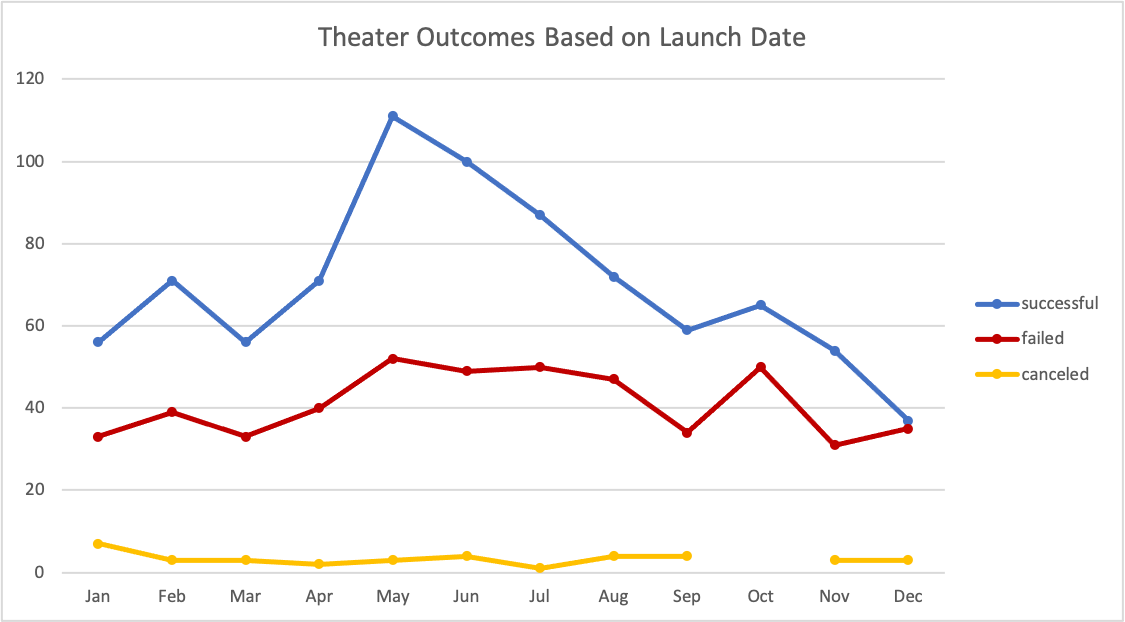 Theater Outcomes Based on Launch Date
120
100
80
60
40
20
0
Jan Feb Mar Apr May Jun Jul Aug Sep Oct Nov Dec
successful
failed
canceled